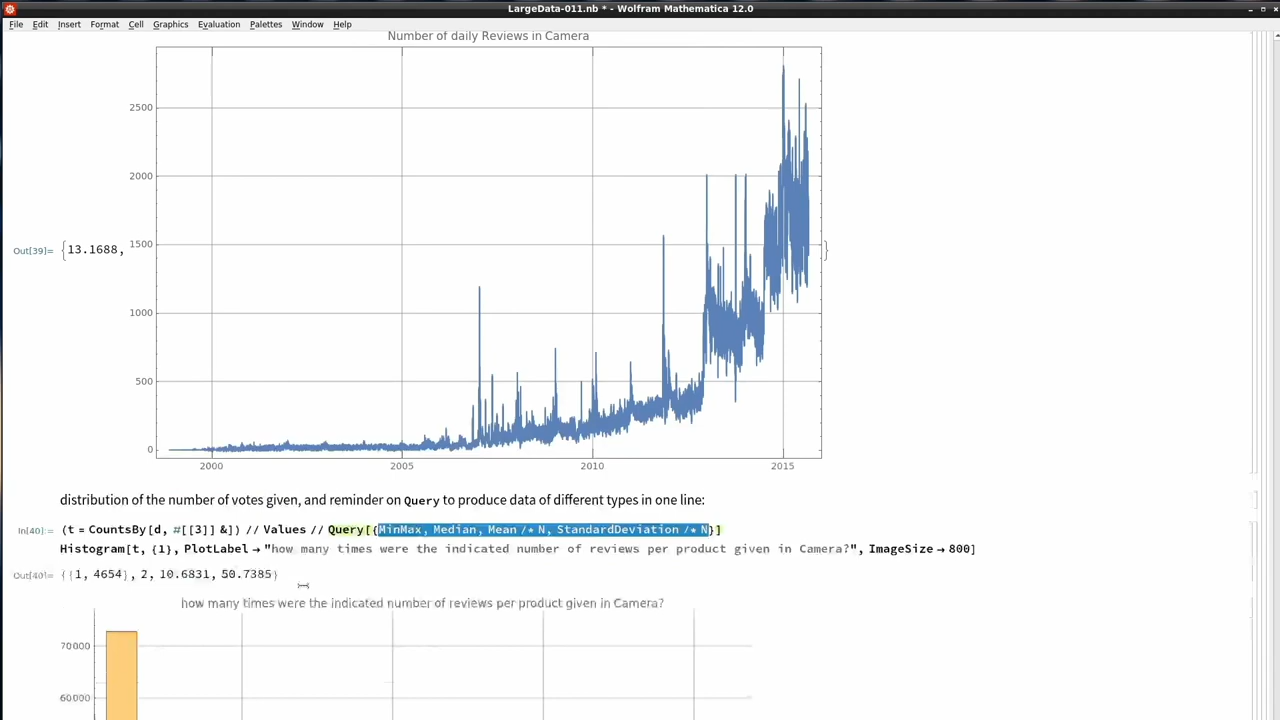 LargeData-011.nb * - Wolfram Mathematica 12.0
File Edit Insert Format Cell Graphics Evaluation Palettes Window Help
Number of daily Reviews in Camera
2500
2000
Out[39]= {13.1688, 1500 }
1000
500
0
2000 2005 2010 2015
distribution of the number of votes given, and reminder on Query to produce data of different types in one line:
In[40]:= (t = CountsBy[d, #[[3]] &]) // Values // Query[{MinMax, Median, Mean /* N, StandardDeviation /* N}]
Histogram[t, {1}, PlotLabel → "how many times were the indicated number of reviews per product given in Camera?", ImageSize → 800]
Out[40]= {{1, 4654}, 2, 10.6831, 50.7385}
how many times were the indicated number of reviews per product given in Camera?
70000
60000